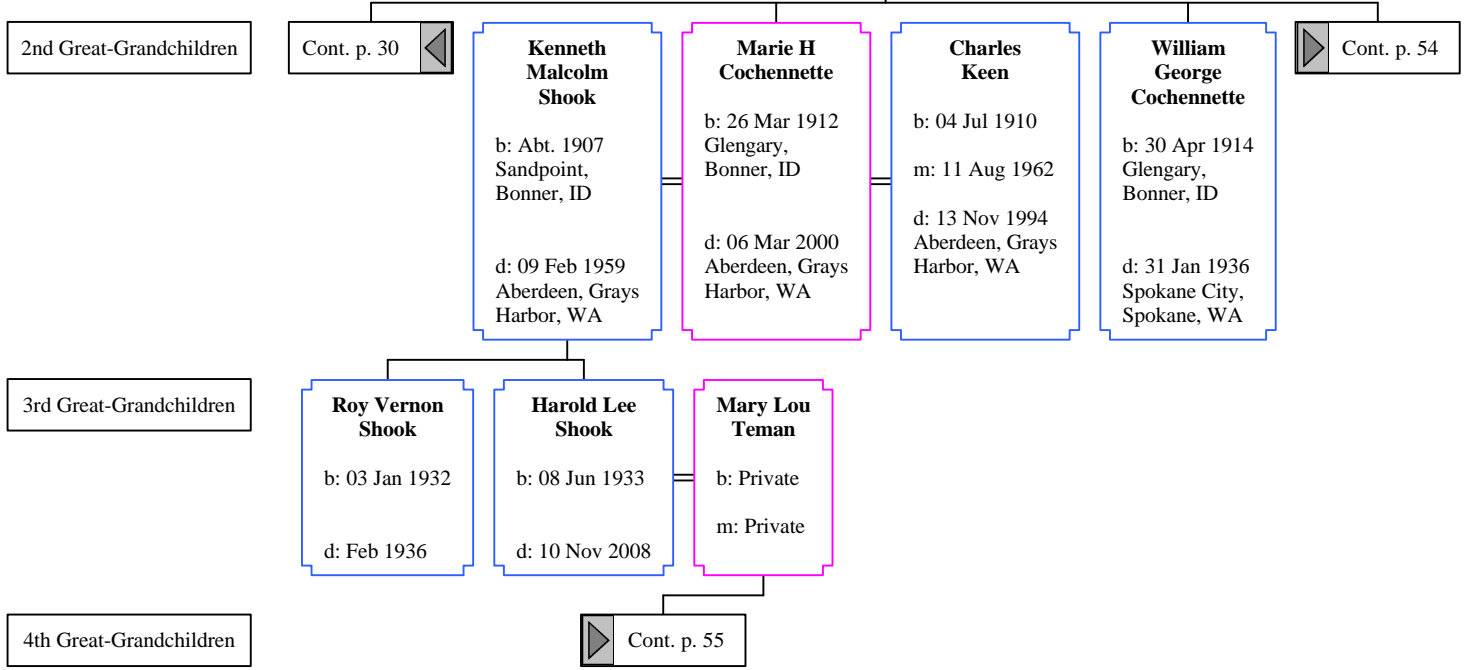 2nd Great-Grandchildren
Cont. p. 30
Kenneth
Malcolm
Shook
b: Abt. 1907
Sandpoint,
Bonner, ID
d: 09 Feb 1959
Aberdeen, Grays
Harbor, WA
Marie H
Cochennette
b: 26 Mar 1912
Glengary,
Bonner, ID
d: 06 Mar 2000
Aberdeen, Grays
Harbor, WA
Charles
Keen
b: 04 Jul 1910
m: 11 Aug 1962
d: 13 Nov 1994
Aberdeen, Grays
Harbor, WA
William
George
Cochennette
b: 30 Apr 1914
Glengary,
Bonner, ID
d: 31 Jan 1936
Spokane City,
Spokane, WA
Cont. p. 54
3rd Great-Grandchildren
Roy Vernon
Shook
b: 03 Jan 1932
d: Feb 1936
Harold Lee
Shook
b: 08 Jun 1933
d: 10 Nov 2008
Mary Lou
Teman
b: Private
m: Private
4th Great-Grandchildren
Cont. p. 55